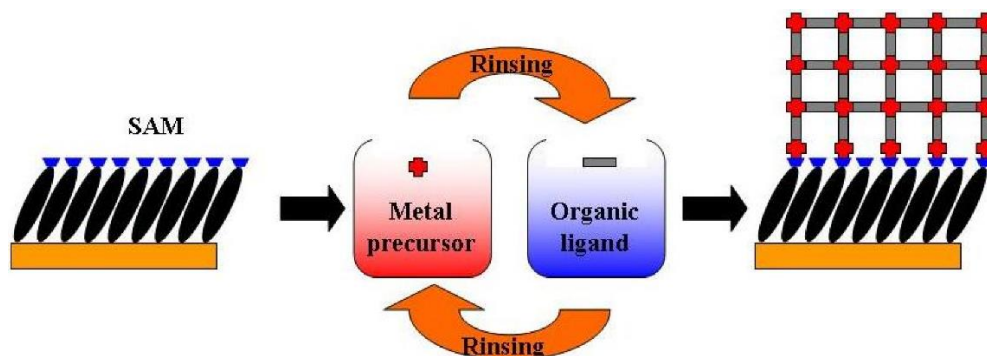 Rinsing
SAM
Metal
precursor
Organic
ligand
Rinsing